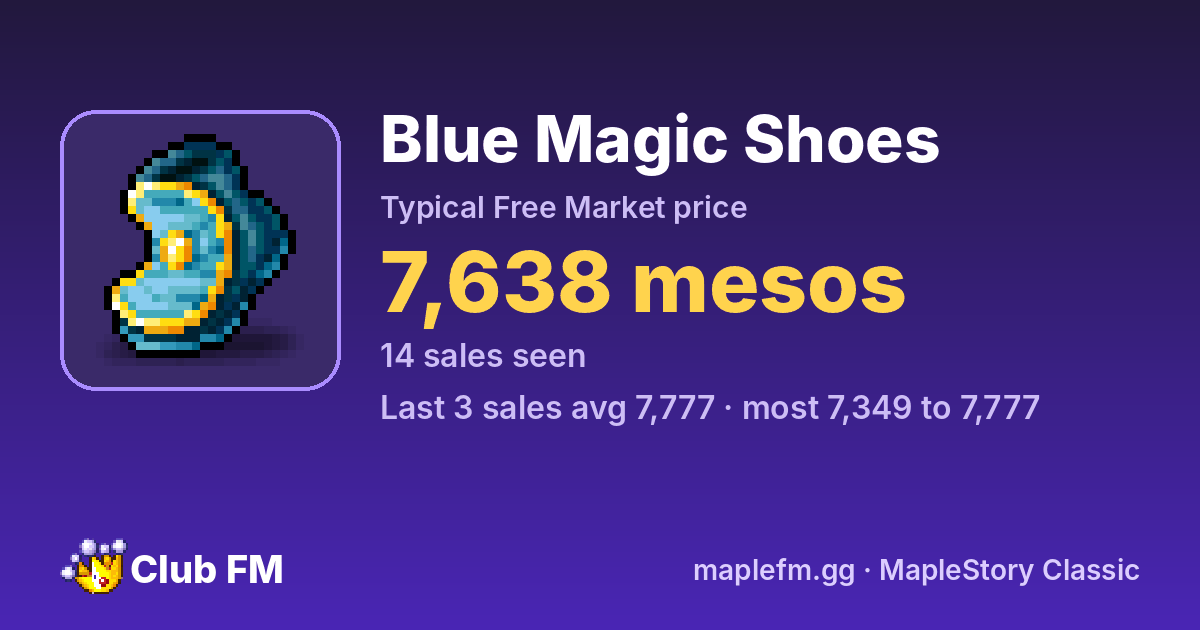 Blue Magic Shoes
Typical Free Market price
7,638 mesos
14 sales seen
Last 3 sales avg 7,777 · most 7,349 to 7,777
Club FM
maplefm.gg · MapleStory Classic